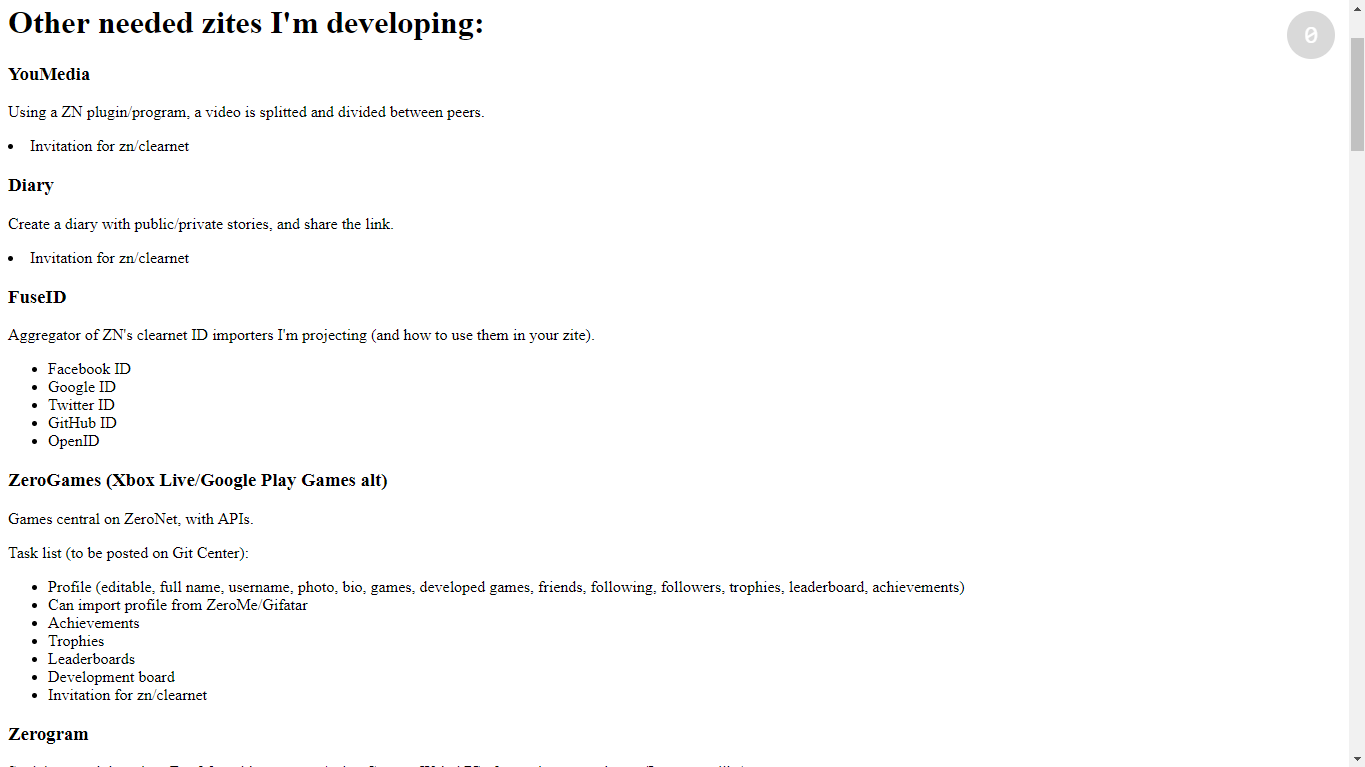 Other needed zites I'm developing:
0
YouMedia
Using a ZN plugin/program, a video is splitted and divided between peers.
Invitation for zn/clearnet
Diary
Create a diary with public/private stories, and share the link.
Invitation for zn/clearnet
FuseID
Aggregator of ZN's clearnet ID importers I'm projecting (and how to use them in your zite).
Facebook ID
Google ID
Twitter ID
GitHub ID
OpenID
ZeroGames (Xbox Live/Google Play Games alt)
Games central on ZeroNet, with APIs.
Task list (to be posted on Git Center):
Profile (editable, full name, username, photo, bio, games, developed games, friends, following, followers, trophies, leaderboard, achievements)
Can import profile from ZeroMe/Gifatar
Achievements
Trophies
Leaderboards
Development board
Invitation for zn/clearnet
Zerogram